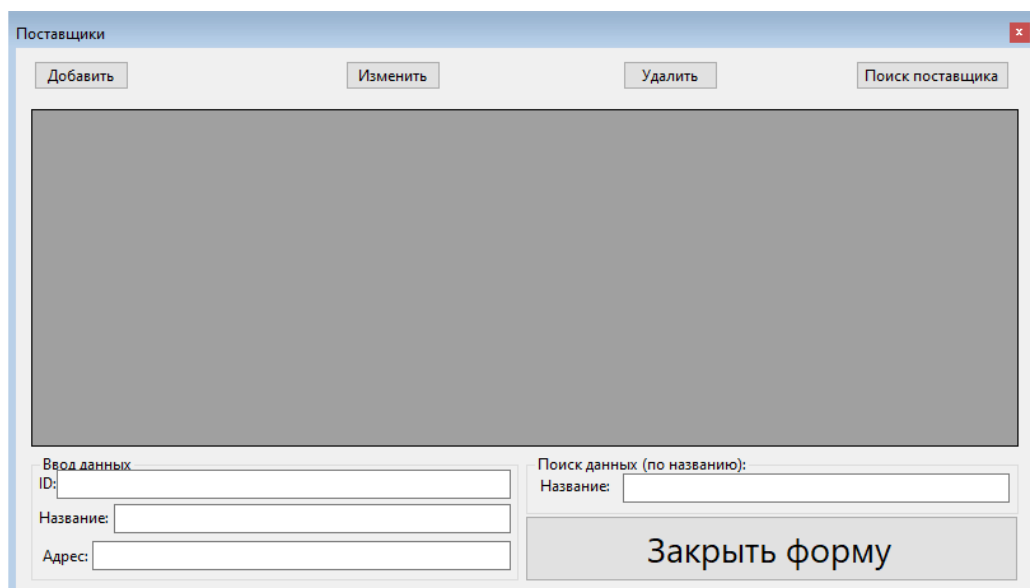 Поставщики
x
Добавить Изменить Удалить Поиск поставщика
Ввод данных
ID:
Название:
Адрес:
Поиск данных (по названию):
Название:
Закрыть форму